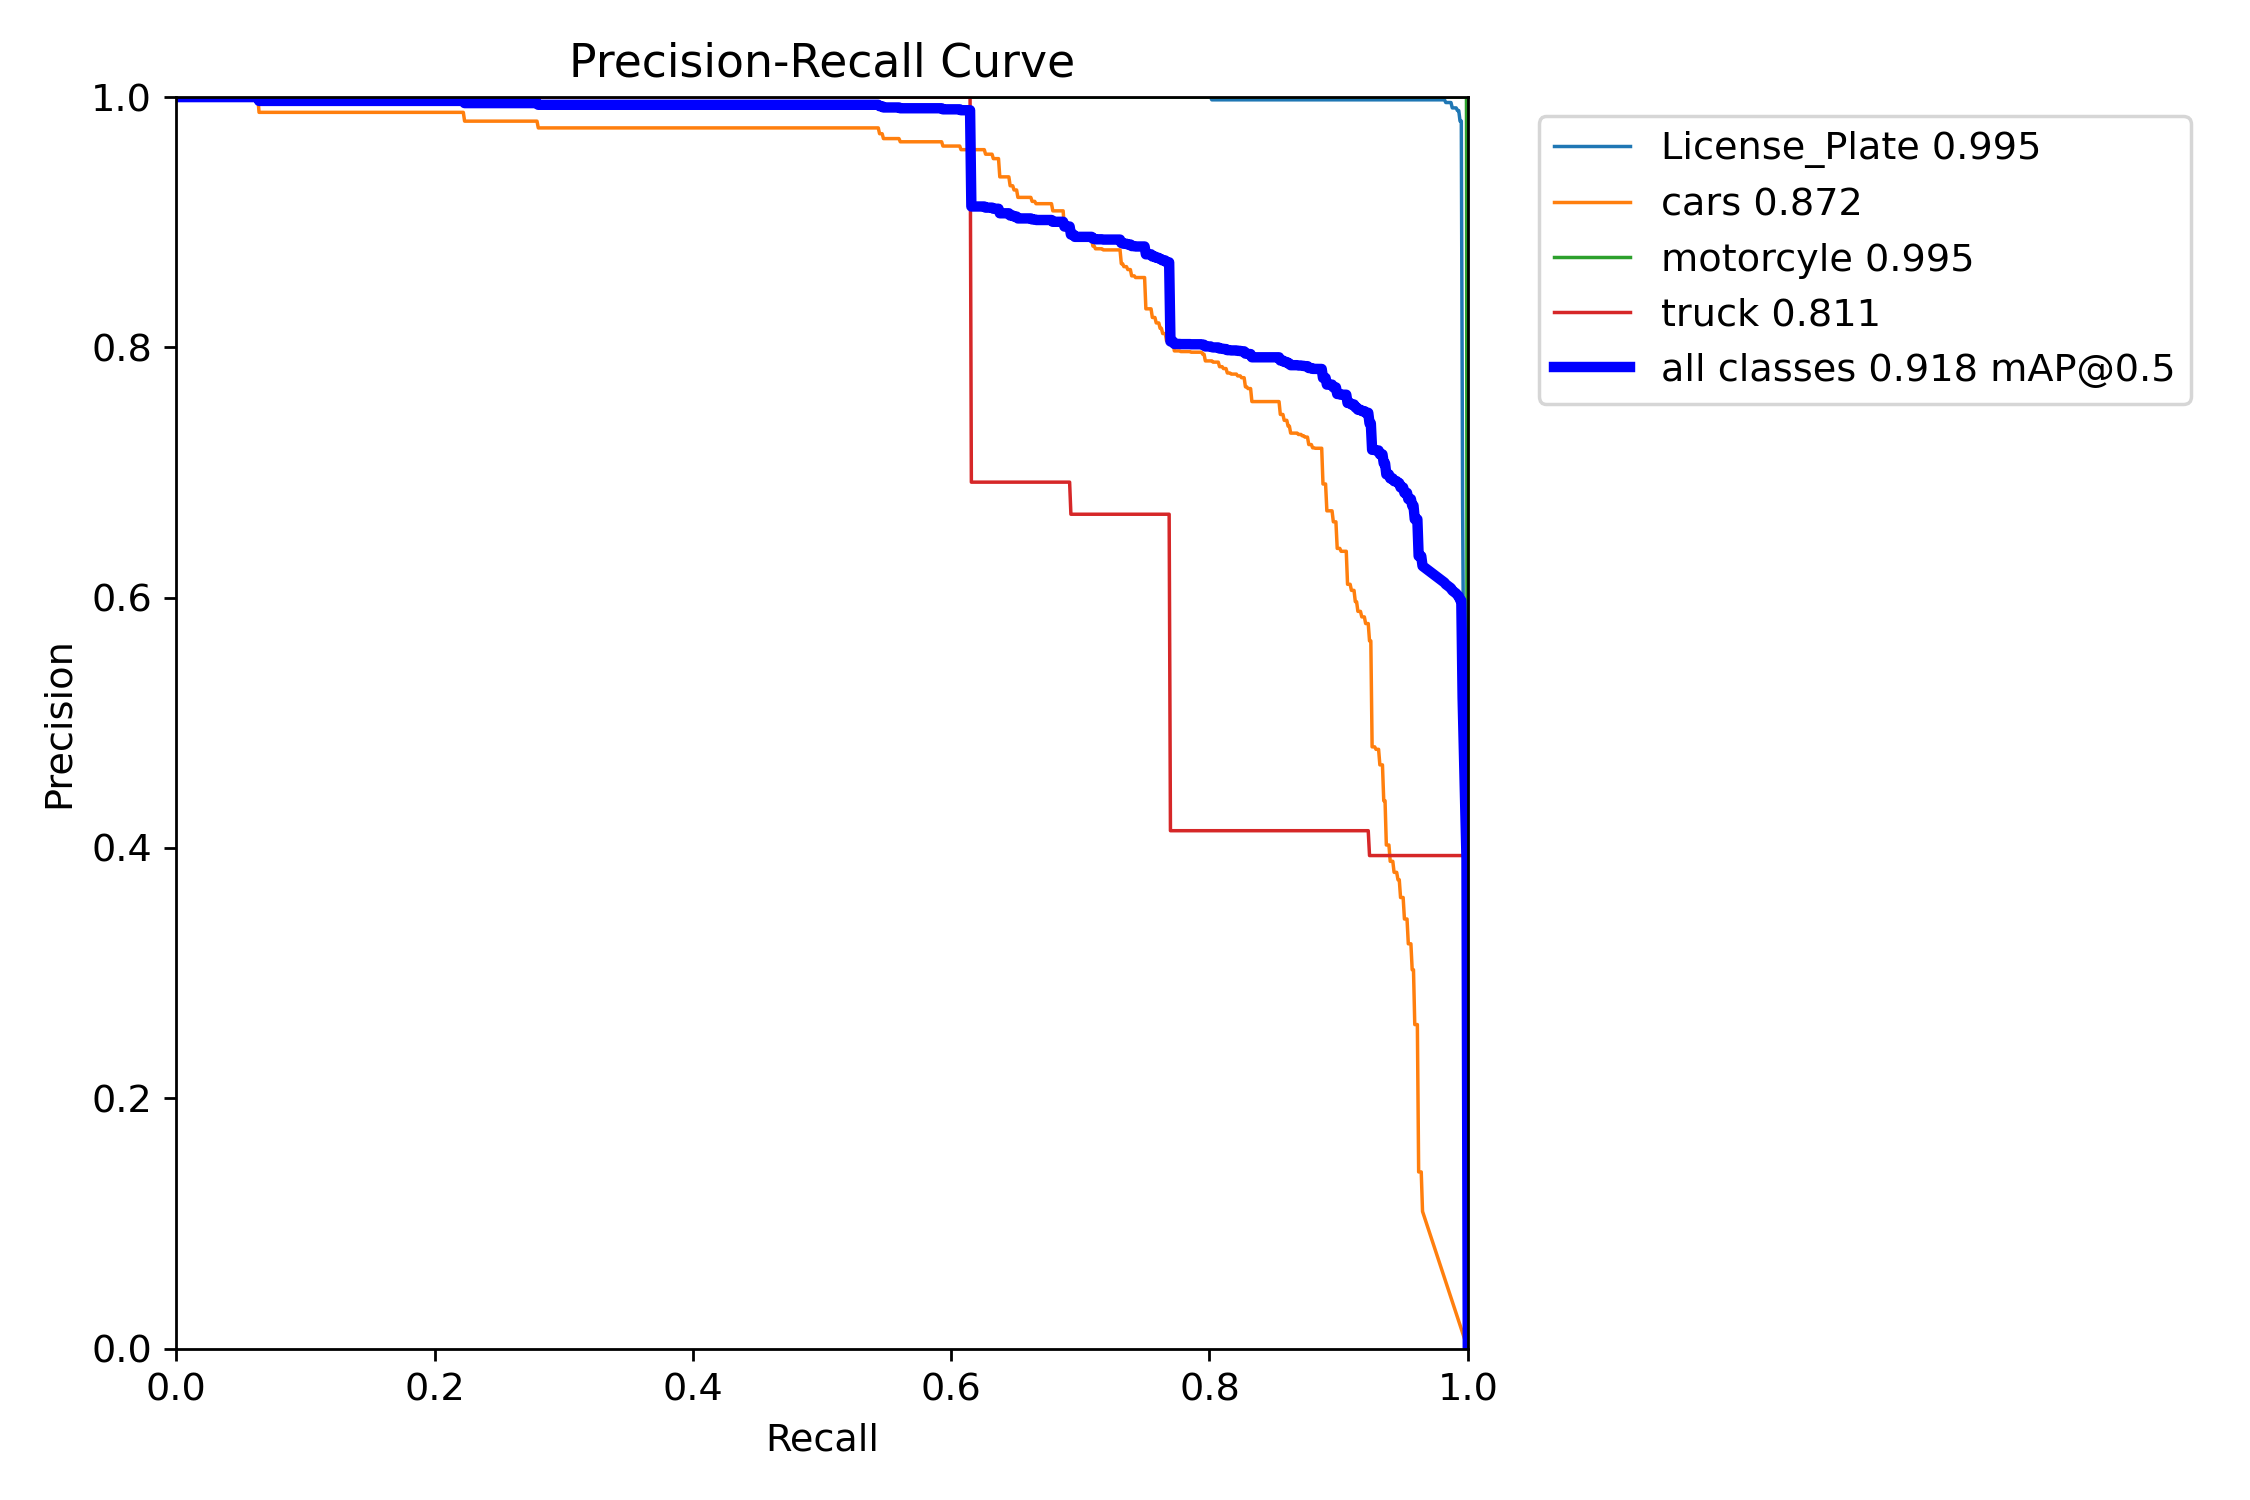 Precision-Recall Curve
1.0
0.8
0.6
0.4
0.2
0.0
Precision
0.0 0.2 0.4 0.6 0.8 1.0
Recall
License_Plate 0.995
cars 0.872
motorcyle 0.995
truck 0.811
all classes 0.918 mAP@0.5